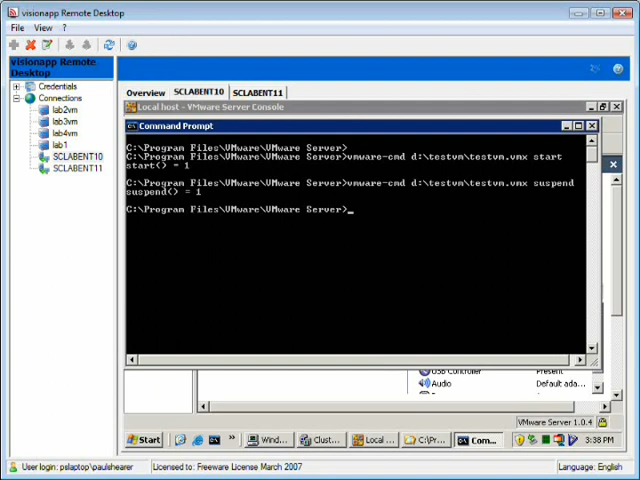 visionapp Remote Desktop
File View ?
visionapp Remote
Desktop
Credentials
Connections
lab2vm
lab3vm
lab4vm
lab1
SCLABENT10
SCLABENT11
Overview SCLABENT10 SCLABENT11
Local host - VMware Server Console
Command Prompt
C:\Program Files\VMware\VMware Server>
C:\Program Files\VMware\VMware Server>vmware-cmd d:\testvm\testvm.vmx start
start() = 1
C:\Program Files\VMware\VMware Server>vmware-cmd d:\testvm\testvm.vmx suspend
suspend() = 1
C:\Program Files\VMware\VMware Server>_
USB Controller Present
Audio Default ada...
VMware Server 1.0.4
Start » Wind... Clust... Local ... C:\Pr... Com... 3:38 PM
User login: pslaptop\paulshearer Licensed to: Freeware License March 2007 Language: English